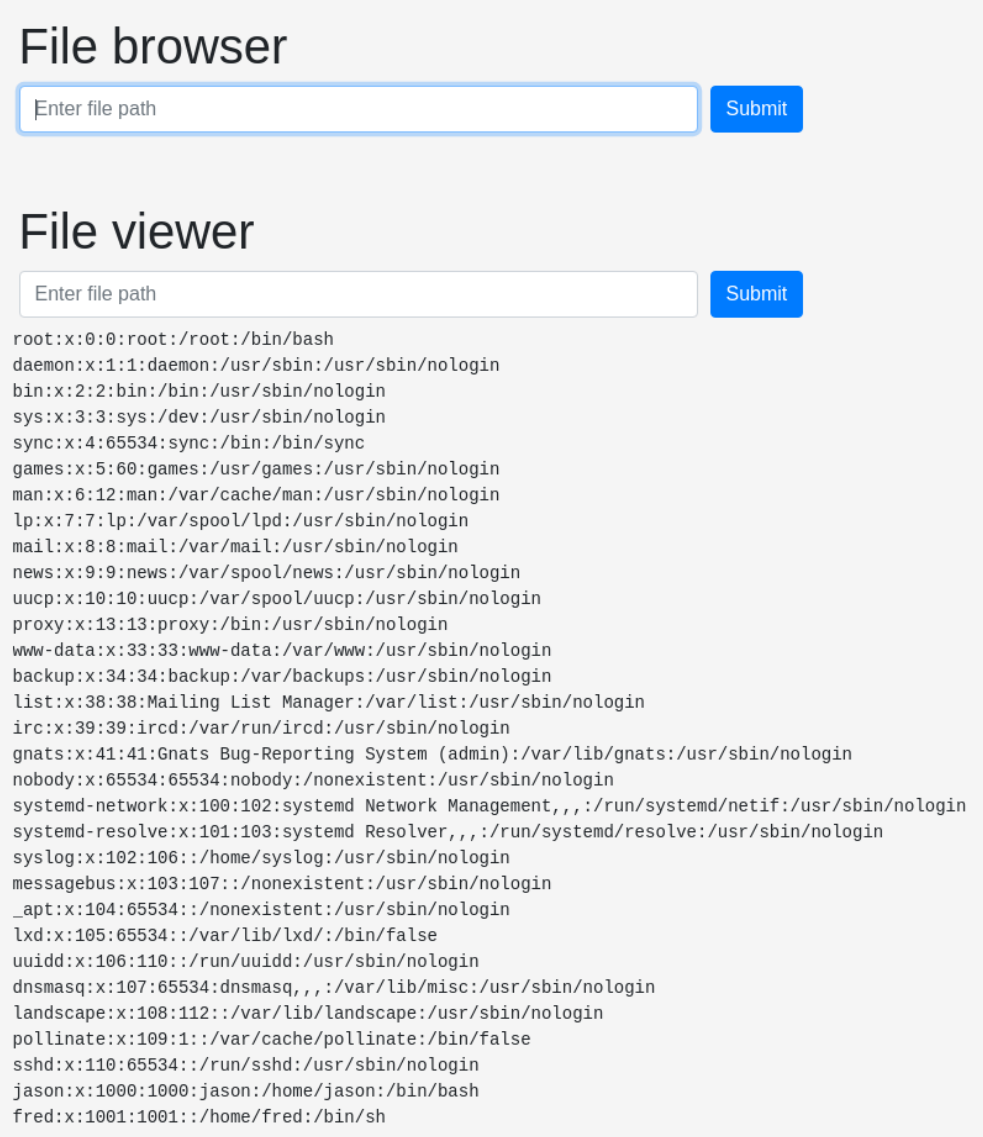 File browser
Enter file path
Submit
File viewer
Enter file path
Submit
root:x:0:0:root:/root:/bin/bash
daemon:x:1:1:daemon:/usr/sbin:/usr/sbin/nologin
bin:x:2:2:bin:/bin:/usr/sbin/nologin
sys:x:3:3:sys:/dev:/usr/sbin/nologin
sync:x:4:65534:sync:/bin:/bin/sync
games:x:5:60:games:/usr/games:/usr/sbin/nologin
man:x:6:12:man:/var/cache/man:/usr/sbin/nologin
lp:x:7:7:lp:/var/spool/lpd:/usr/sbin/nologin
mail:x:8:8:mail:/var/mail:/usr/sbin/nologin
news:x:9:9:news:/var/spool/news:/usr/sbin/nologin
uucp:x:10:10:uucp:/var/spool/uucp:/usr/sbin/nologin
proxy:x:13:13:proxy:/bin:/usr/sbin/nologin
www-data:x:33:33:www-data:/var/www:/usr/sbin/nologin
backup:x:34:34:backup:/var/backups:/usr/sbin/nologin
list:x:38:38:Mailing List Manager:/var/list:/usr/sbin/nologin
irc:x:39:39:ircd:/var/run/ircd:/usr/sbin/nologin
gnats:x:41:41:Gnats Bug-Reporting System (admin):/var/lib/gnats:/usr/sbin/nologin
nobody:x:65534:65534:nobody:/nonexistent:/usr/sbin/nologin
systemd-network:x:100:102:systemd Network Management,,,:/run/systemd/netif:/usr/sbin/nologin
systemd-resolve:x:101:103:systemd Resolver,,,:/run/systemd/resolve:/usr/sbin/nologin
syslog:x:102:106::/home/syslog:/usr/sbin/nologin
messagebus:x:103:107::/nonexistent:/usr/sbin/nologin
_apt:x:104:65534::/nonexistent:/usr/sbin/nologin
lxd:x:105:65534::/var/lib/lxd/:/bin/false
uuidd:x:106:110::/run/uuidd:/usr/sbin/nologin
dnsmasq:x:107:65534:dnsmasq,,,:/var/lib/misc:/usr/sbin/nologin
landscape:x:108:112::/var/lib/landscape:/usr/sbin/nologin
pollinate:x:109:1::/var/cache/pollinate:/bin/false
sshd:x:110:65534::/run/sshd:/usr/sbin/nologin
jason:x:1000:1000:jason:/home/jason:/bin/bash
fred:x:1001:1001::/home/fred:/bin/sh